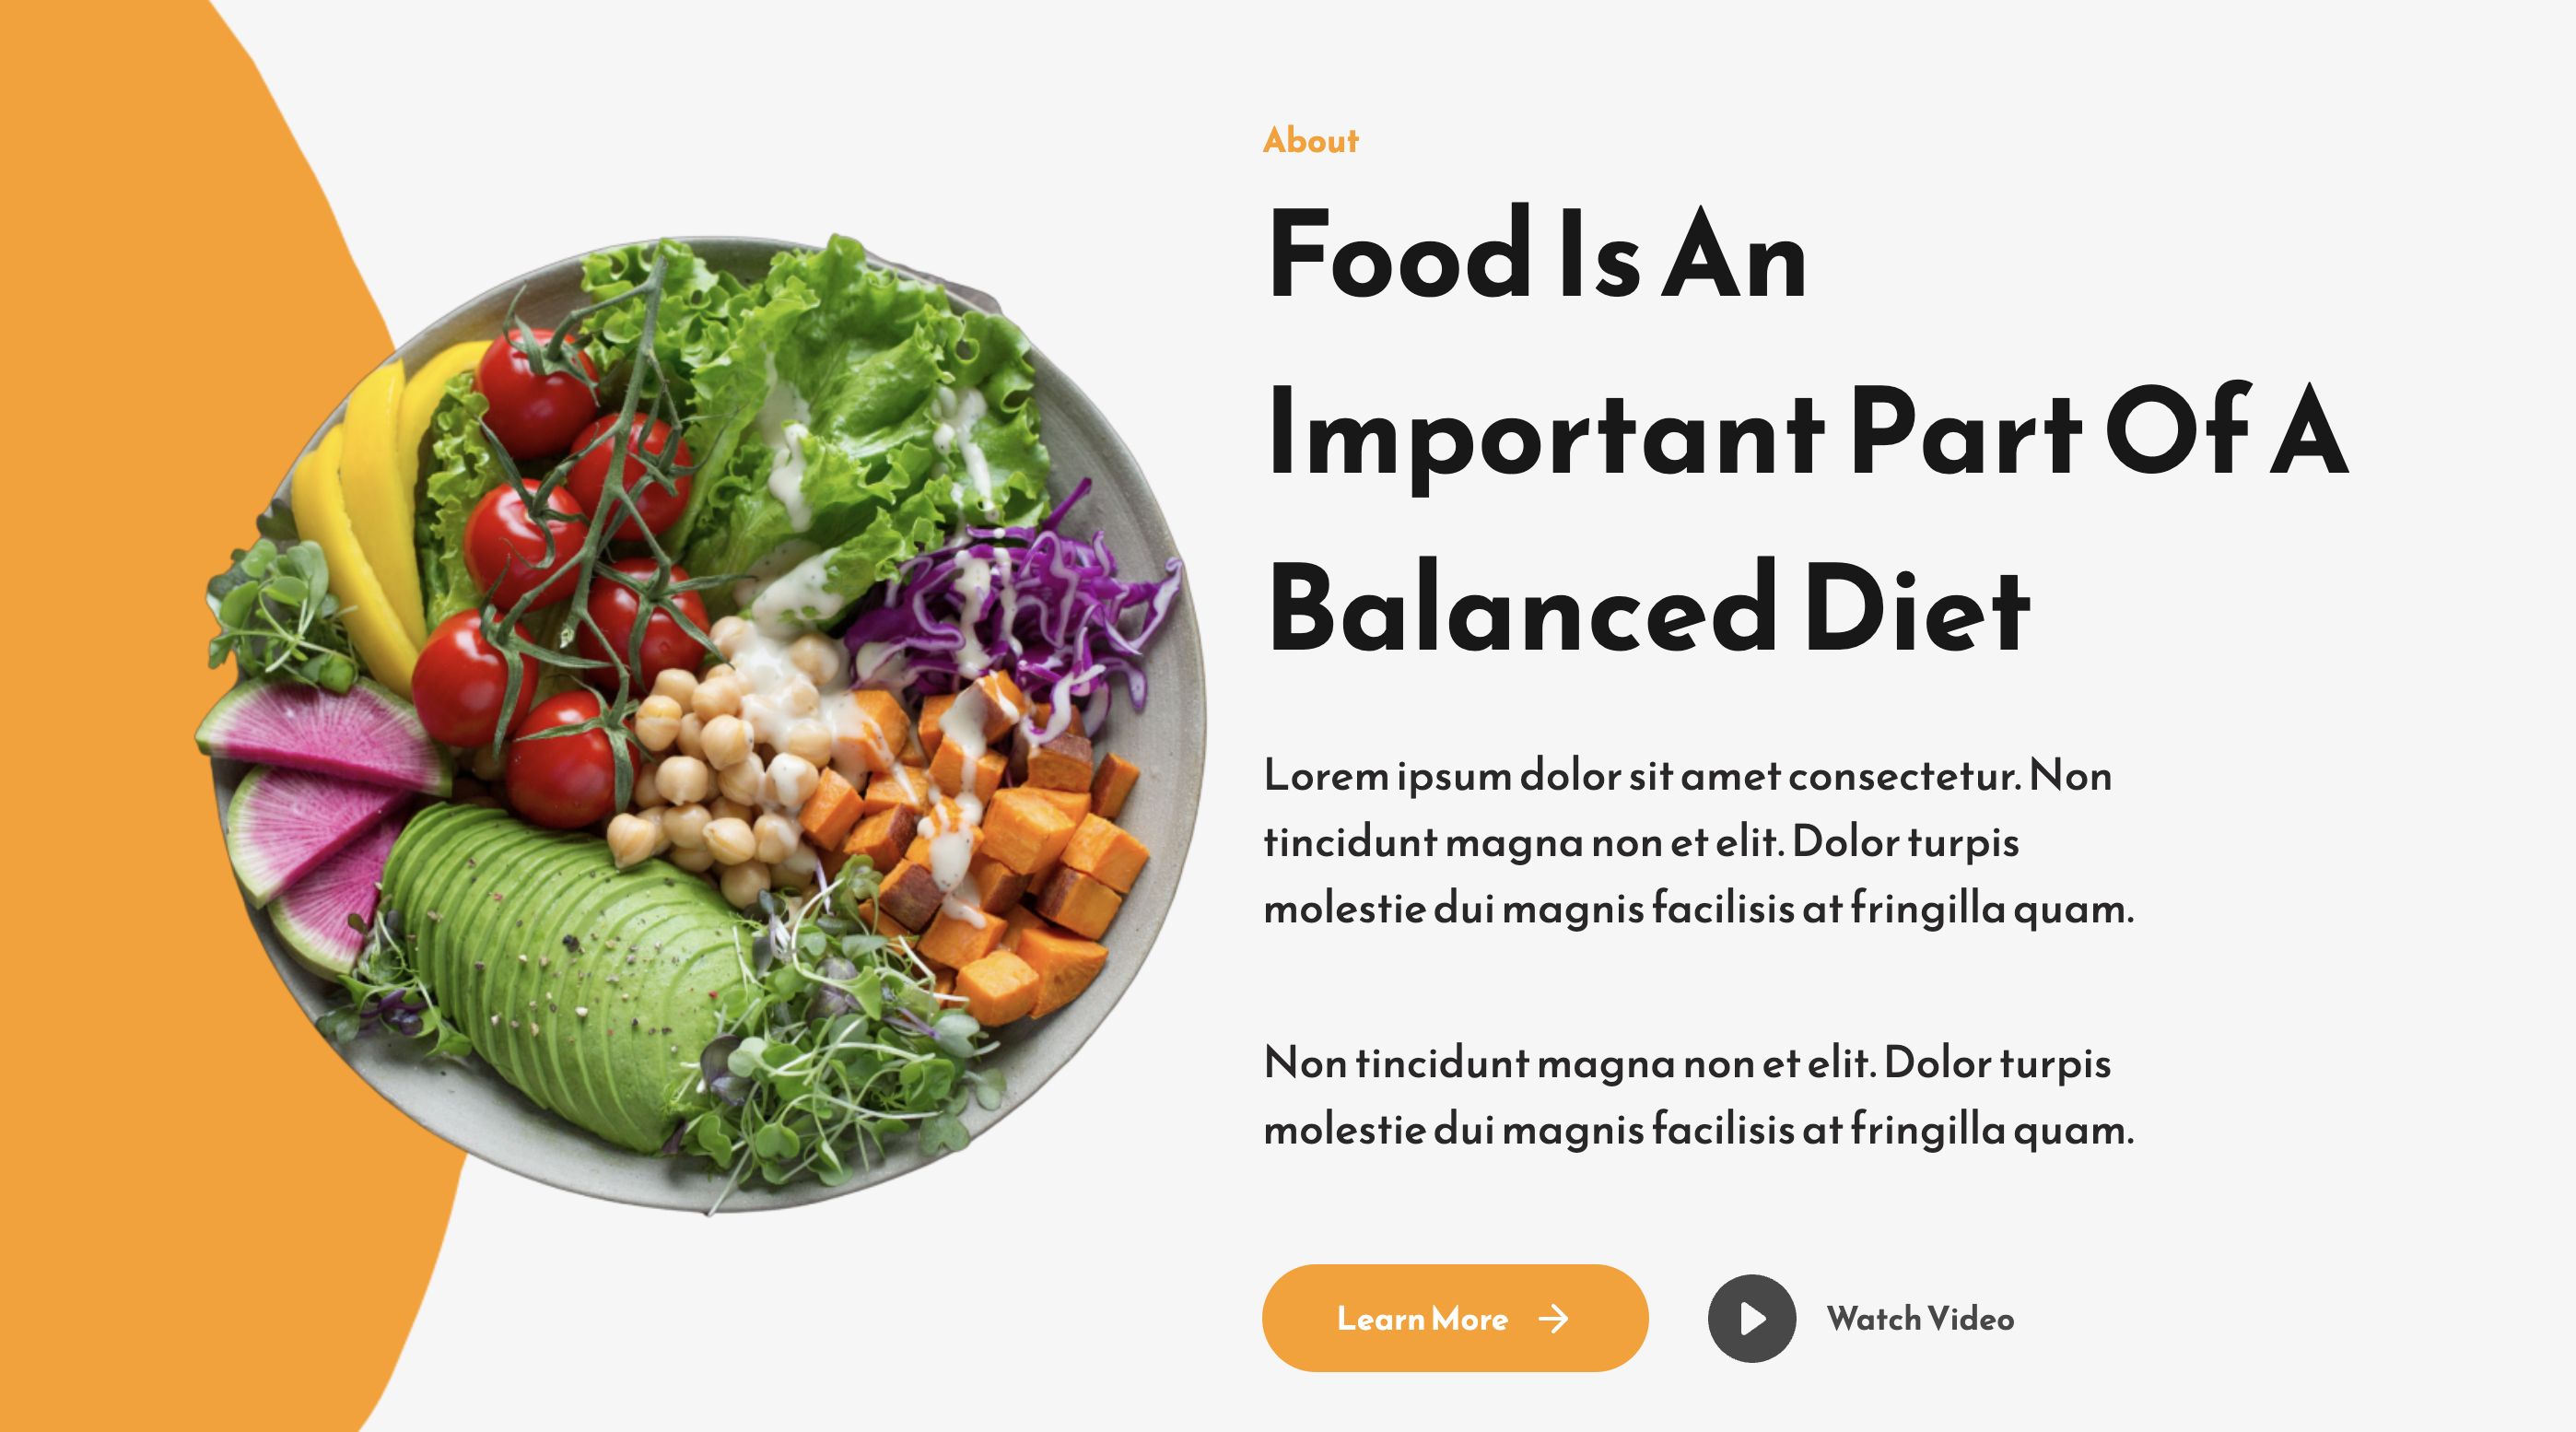 About
Food Is An
Important Part Of A
Balanced Diet
Lorem ipsum dolor sit amet consectetur. Non
tincidunt magna non et elit. Dolor turpis
molestie dui magnis facilisis at fringilla quam.
Non tincidunt magna non et elit. Dolor turpis
molestie dui magnis facilisis at fringilla quam.
Learn More
Watch Video